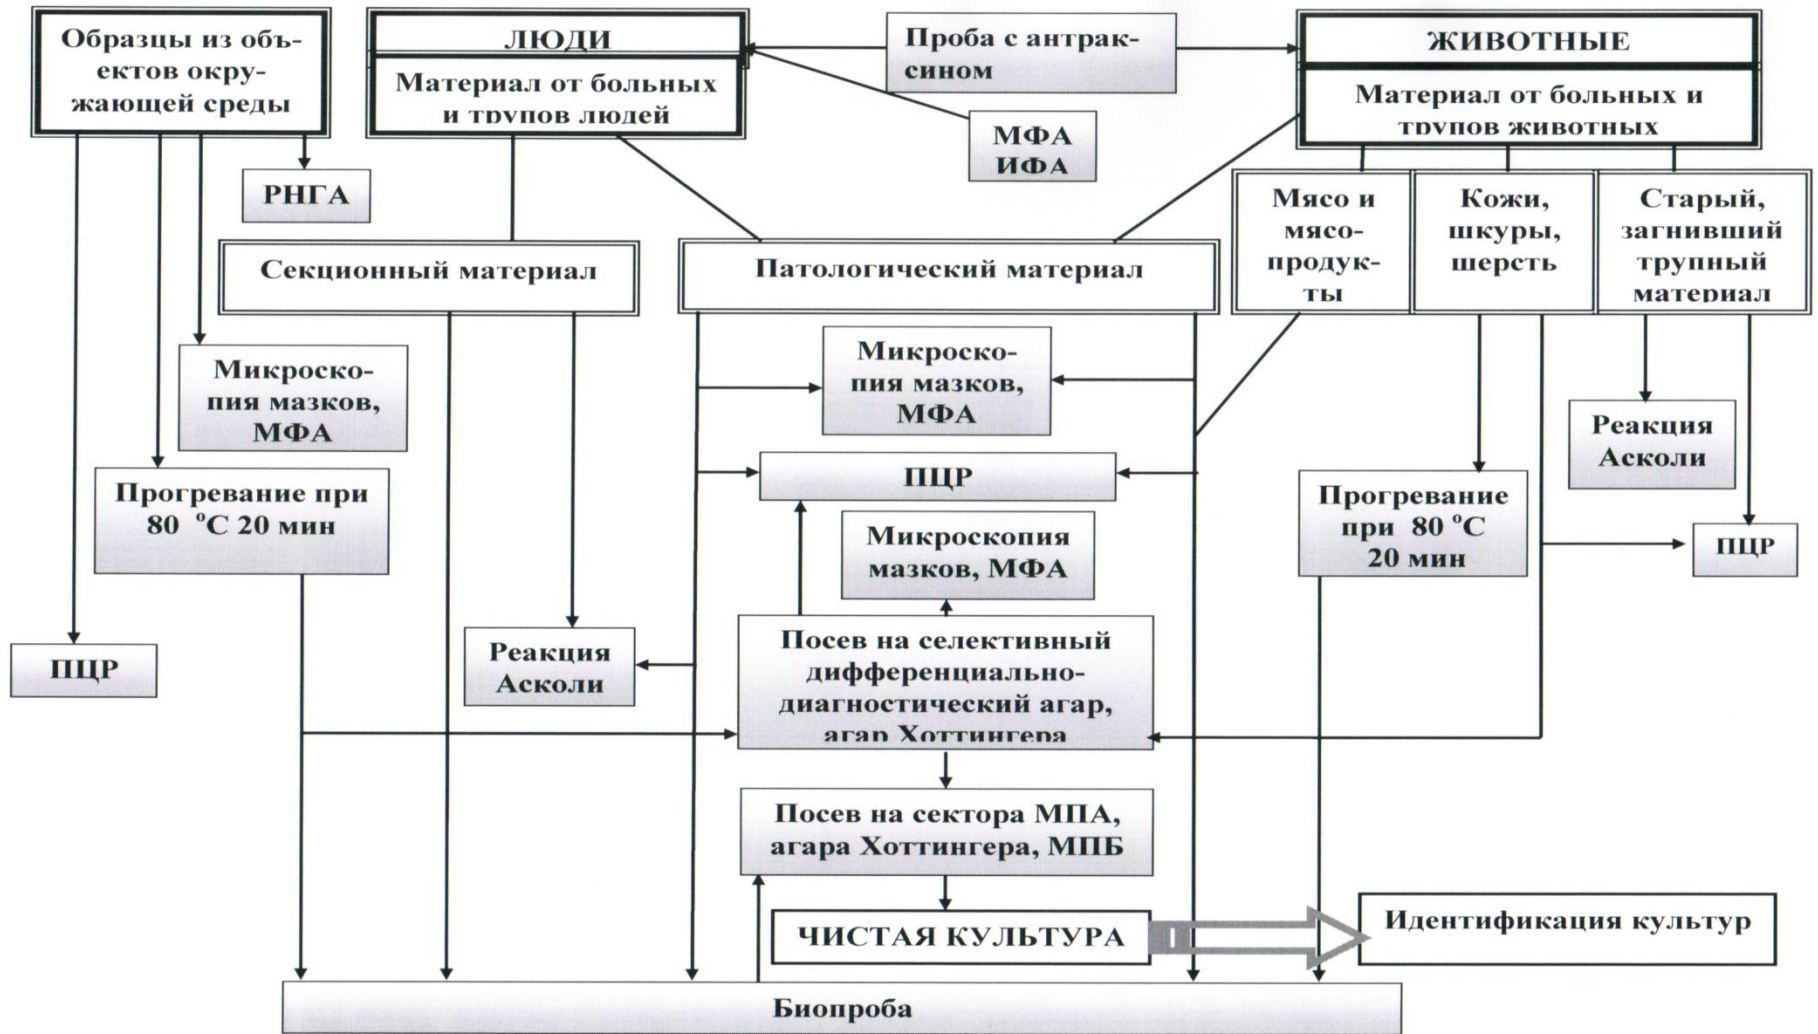 Образцы из объ-
ектов окру-
жающей среды
ЛЮДИ
Материал от больных
и трупов людей
Проба с антрак-
сином
МФА
ИФА
ЖИВОТНЫЕ
Материал от больных и
трупов животных
РНГА
Мясо и
мясо-
продук-
ты
Кожи,
шкуры,
шерсть
Старый,
загнивший
трупный
материал
Секционный материал
Патологический материал
Микроско-
пия мазков,
МФА
Микроско-
пия мазков,
МФА
Реакция
Асколи
Прогревание при
80 °С 20 мин
ПЦР
Прогревание
при 80 °С
20 мин
ПЦР
Микроскопия
мазков, МФА
ПЦР
Реакция
Асколи
Посев на селективный
дифференциально-
диагностический агар,
агар Хоттингера
Посев на сектора МПА,
агара Хоттингера, МПБ
ЧИСТАЯ КУЛЬТУРА
Идентификация культур
Биопроба